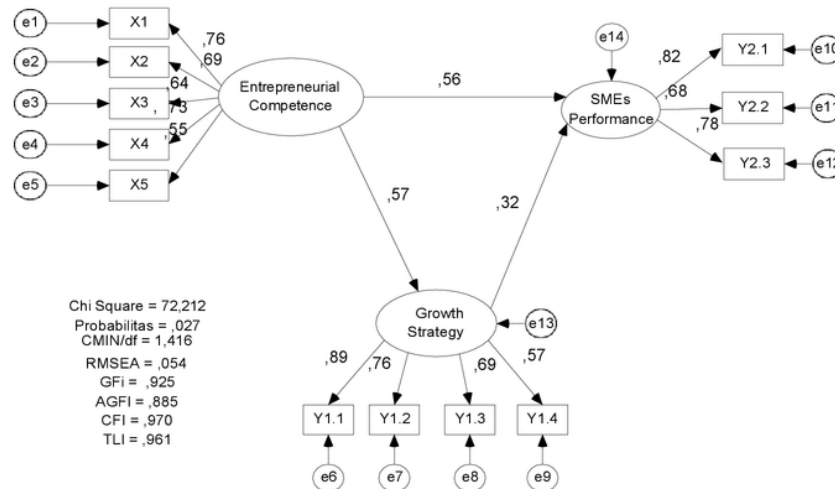 e1
X1
e2
X2
e3
X3
e4
X4
e5
X5
,76
,69
,64
,73
,55
Entrepreneurial
Competence
,56
e14
SMEs
Performance
,82
,68
,78
Y2.1
e10
Y2.2
e11
Y2.3
e12
,57
,32
Growth
Strategy
e13
,89
,76
,69
,57
Y1.1
Y1.2
Y1.3
Y1.4
e6
e7
e8
e9
Chi Square = 72,212
Probabilitas = ,027
CMIN/df = 1,416
RMSEA = ,054
GFi = ,925
AGFI = ,885
CFI = ,970
TLI = ,961